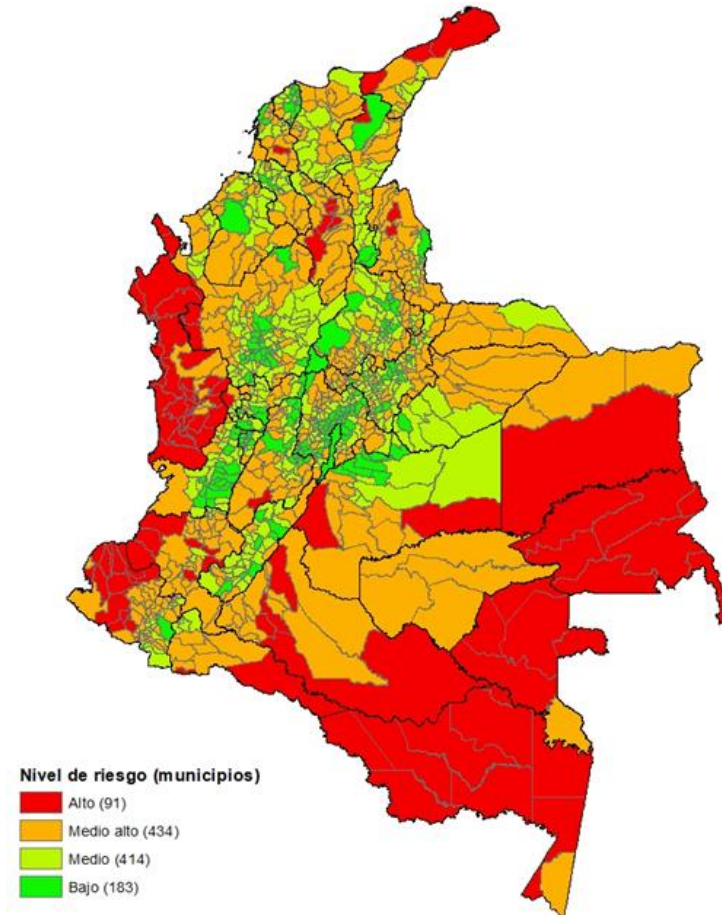 Nivel de riesgo (municipios)
Alto (91)
Medio alto (434)
Medio (414)
Bajo (183)